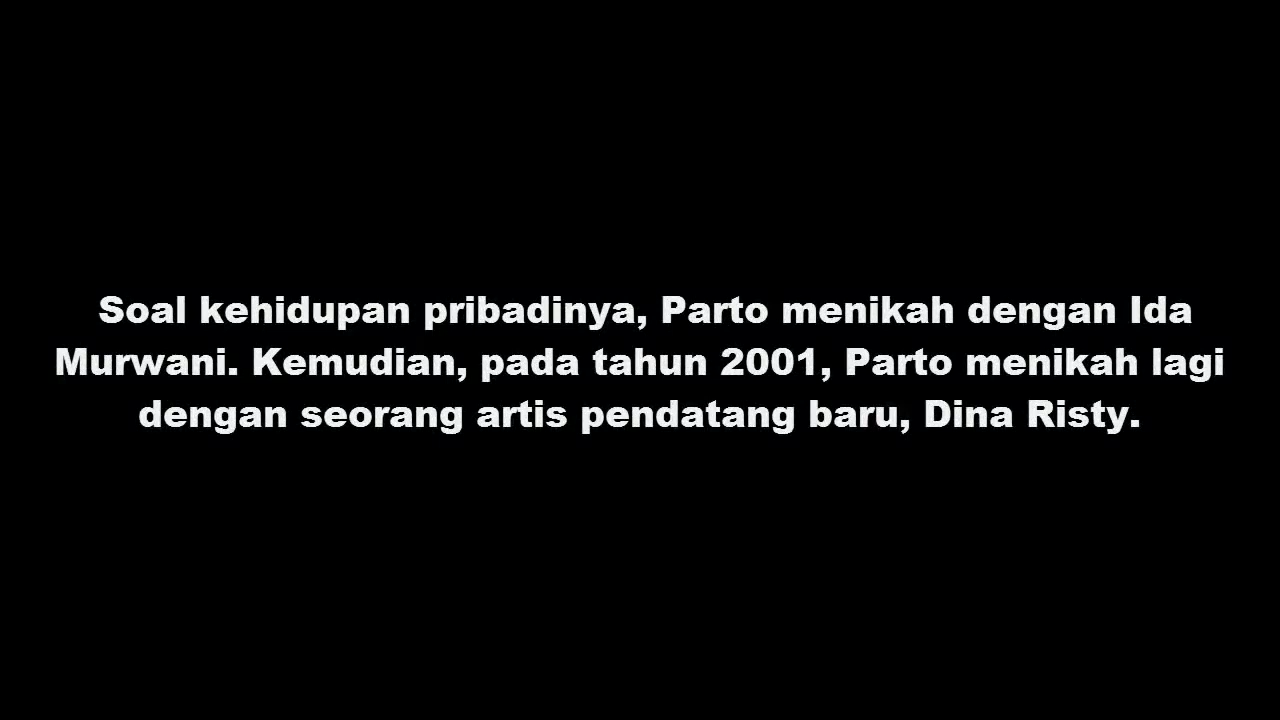 Soal kehidupan pribadinya, Parto menikah dengan Ida
Murwani. Kemudian, pada tahun 2001, Parto menikah lagi
dengan seorang artis pendatang baru, Dina Risty.